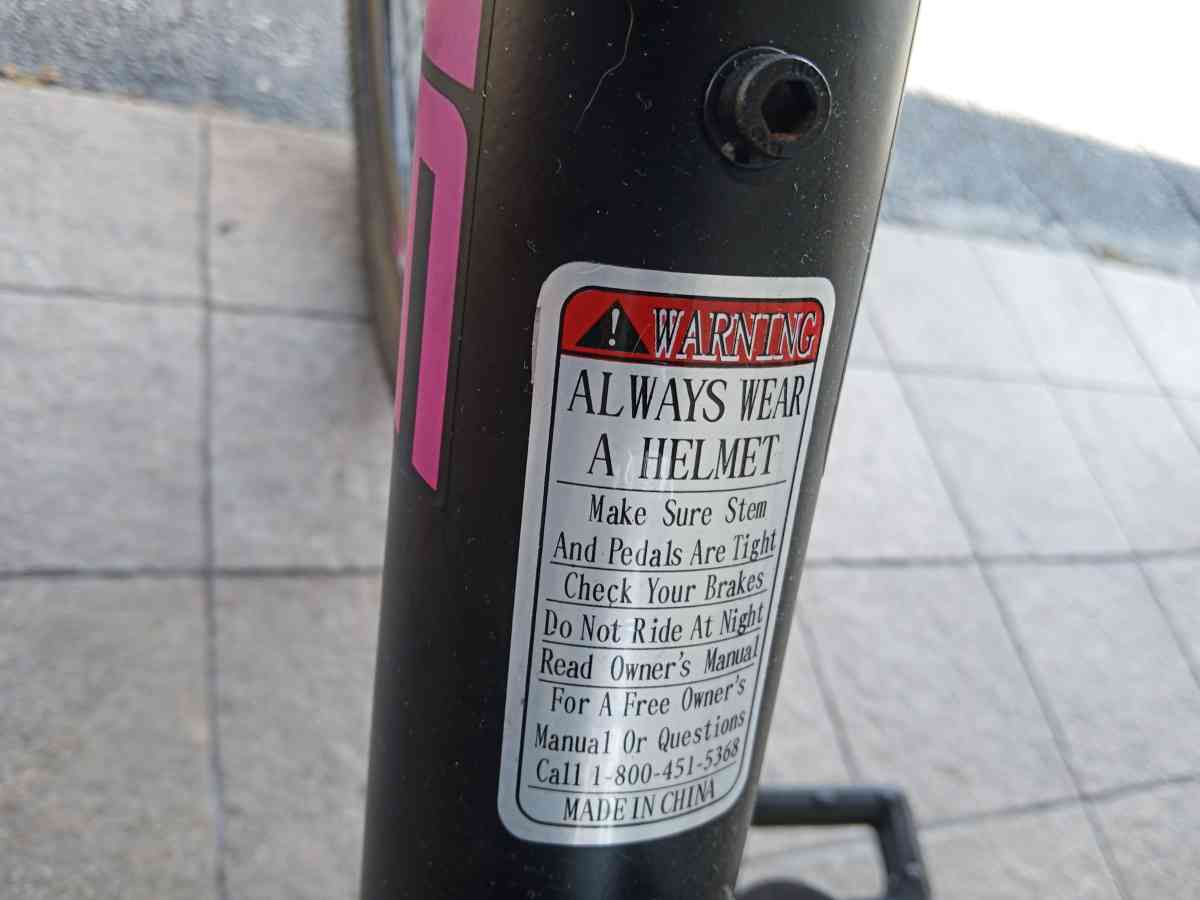 WARNING
ALWAYS WEAR
A HELMET
Make Sure Stem
And Pedals Are Tight
Check Your Brakes
Do Not Ride At Night
Read Owner's Manual
For A Free Owner's
Manual Or Questions
Call 1-800-451-5368
MADE IN CHINA